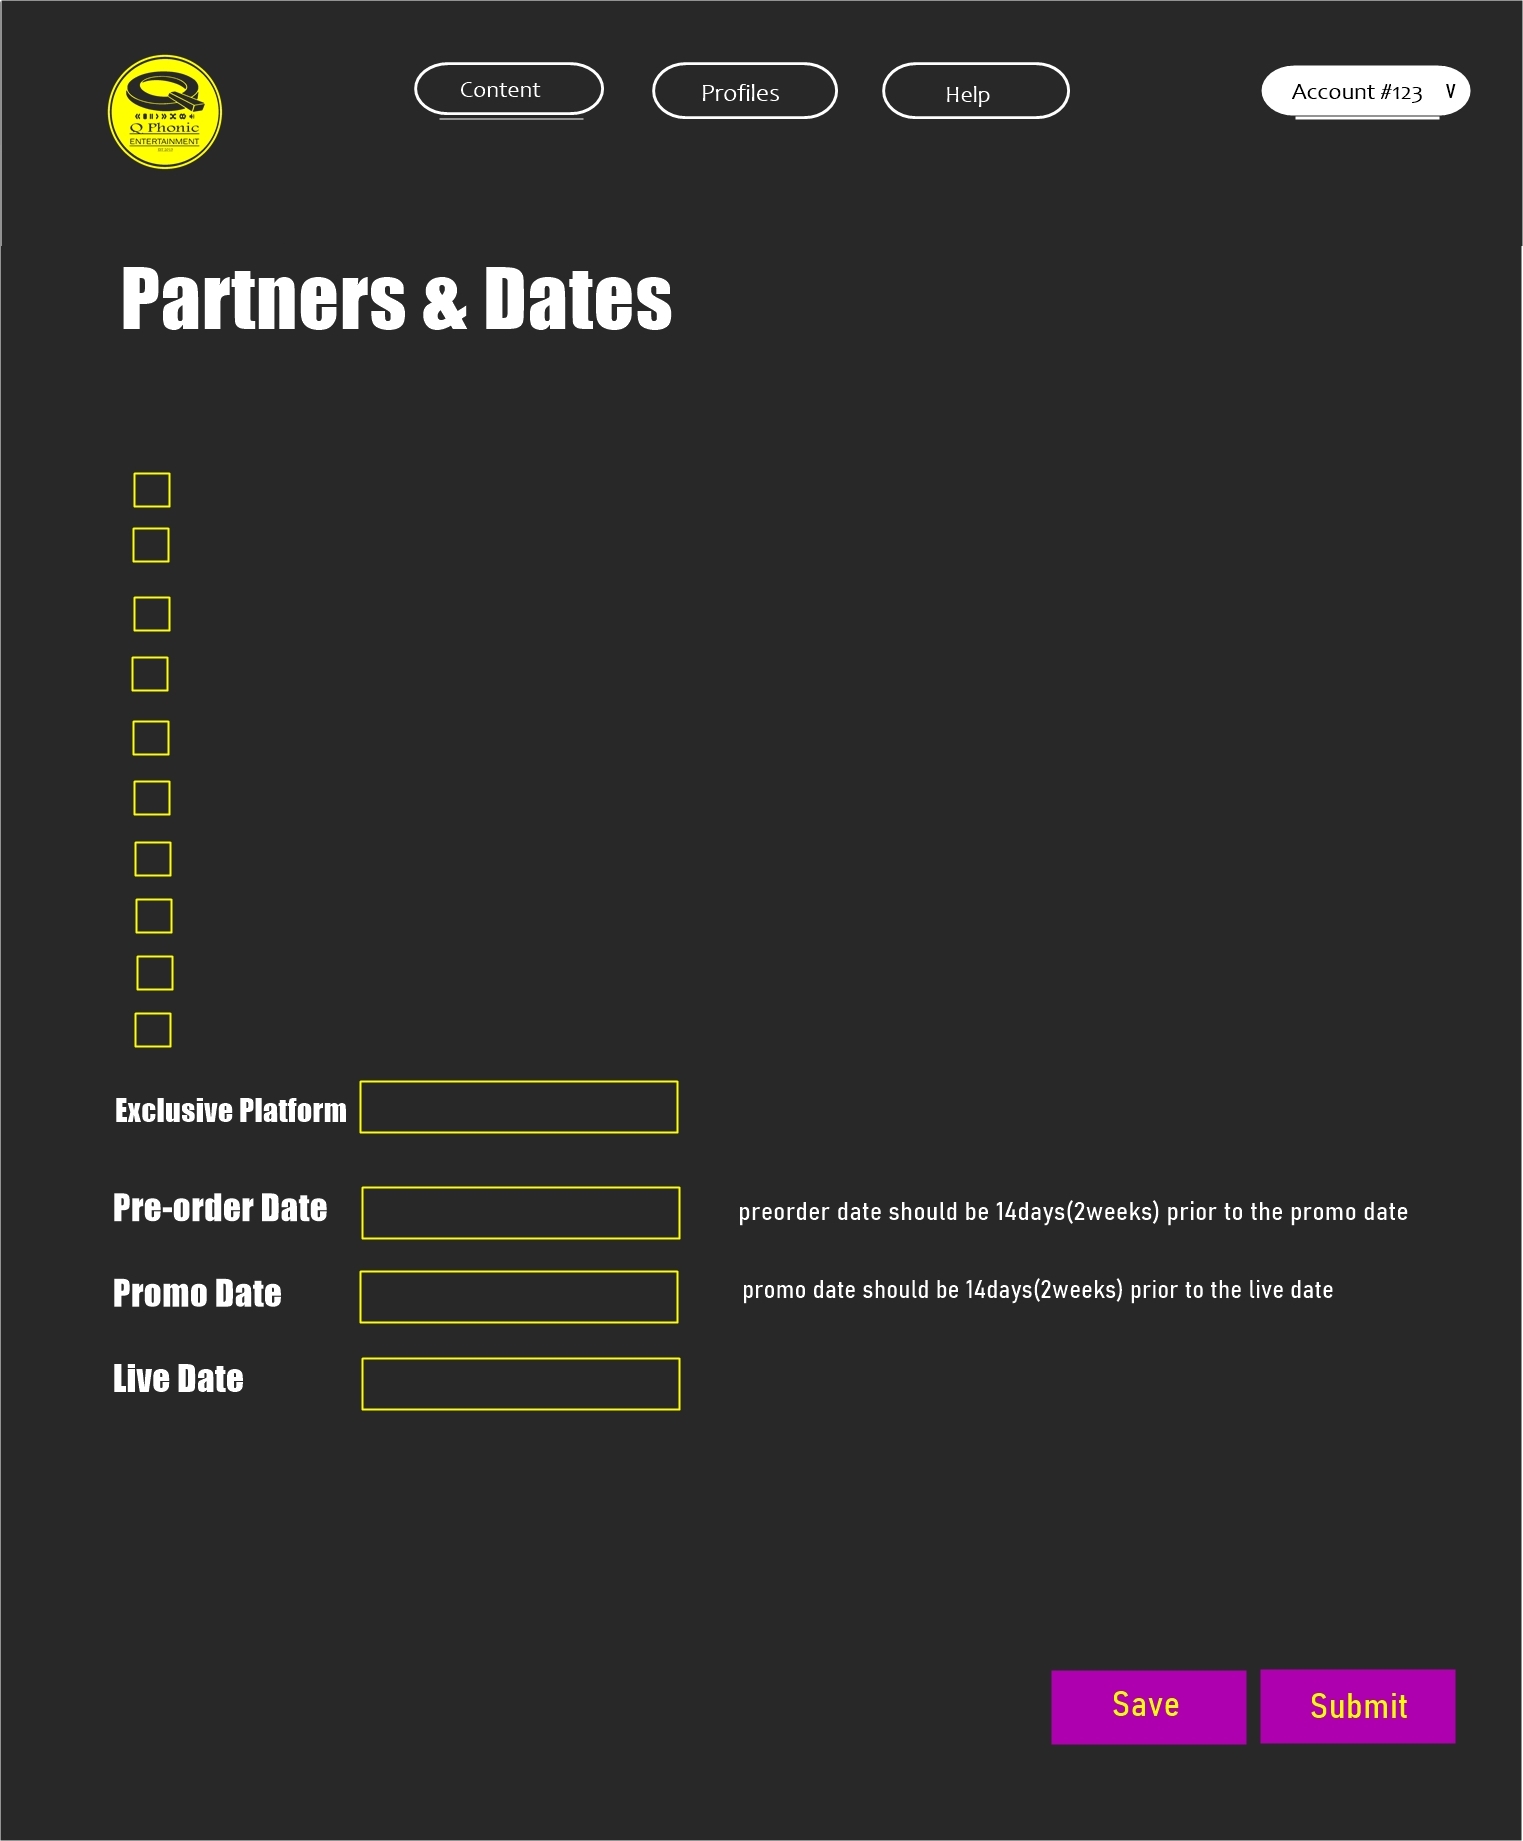 Content
Profiles
Help
Account #123 V
Q Phonic
ENTERTAINMENT
Partners & Dates
Exclusive Platform
Pre-order Date
preorder date should be 14days(2weeks) prior to the promo date
Promo Date
promo date should be 14days(2weeks) prior to the live date
Live Date
Save
Submit